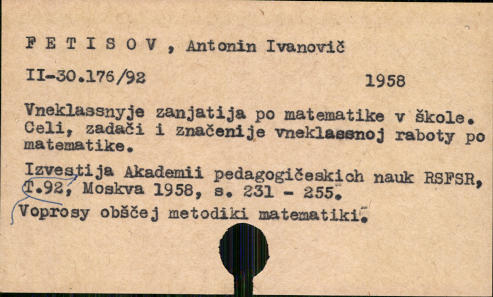 FETISOV, Antonin Ivanovič
II-30.176/92 1958
Vneklassnyje zanjatija po matematike v škole.
Celi, zadači i značenije vneklassnoj raboty po
matematike.
Izvestija Akademii pedagogičeskich nauk RSFSR,
T.92, Moskva 1958, s. 231 - 255.
Voprosy obščej metodiki matematiki.